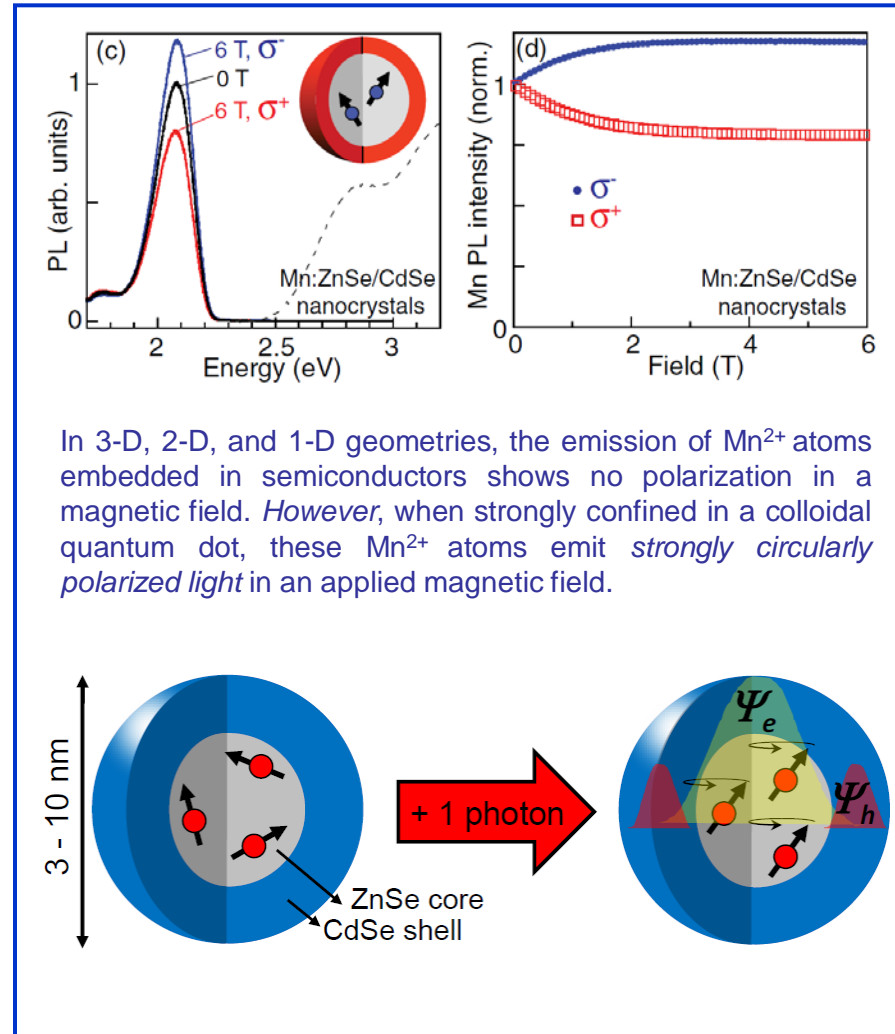 (c)
6 T, σ⁻
0 T
6 T, σ⁺
1
0
PL (arb. units)
Mn:ZnSe/CdSe
nanocrystals
2
2.5
3
Energy (eV)
(d)
1
0
Mn PL intensity (norm.)
σ⁻
σ⁺
Mn:ZnSe/CdSe
nanocrystals
0
2
4
6
Field (T)
In 3-D, 2-D, and 1-D geometries, the emission of Mn²⁺ atoms
embedded in semiconductors shows no polarization in a
magnetic field. However, when strongly confined in a colloidal
quantum dot, these Mn²⁺ atoms emit strongly circularly
polarized light in an applied magnetic field.
3 - 10 nm
ZnSe core
CdSe shell
+ 1 photon
Ψe
Ψh